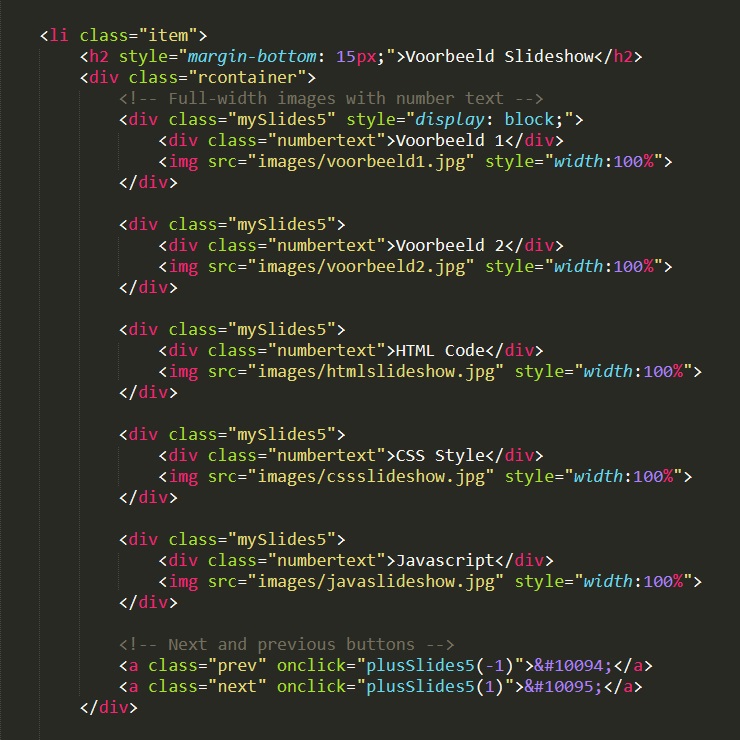 <li class="item">
<h2 style="margin-bottom: 15px;">Voorbeeld Slideshow</h2>
<div class="rcontainer">
<!-- Full-width images with number text -->
<div class="mySlides5" style="display: block;">
<div class="numbertext">Voorbeeld 1</div>
<img src="images/voorbeeld1.jpg" style="width:100%">
</div>
<div class="mySlides5">
<div class="numbertext">Voorbeeld 2</div>
<img src="images/voorbeeld2.jpg" style="width:100%">
</div>
<div class="mySlides5">
<div class="numbertext">HTML Code</div>
<img src="images/htmlslideshow.jpg" style="width:100%">
</div>
<div class="mySlides5">
<div class="numbertext">CSS Style</div>
<img src="images/cssslideshow.jpg" style="width:100%">
</div>
<div class="mySlides5">
<div class="numbertext">Javascript</div>
<img src="images/javaslideshow.jpg" style="width:100%">
</div>
<!-- Next and previous buttons -->
<a class="prev" onclick="plusSlides5(-1)">&#10094;</a>
<a class="next" onclick="plusSlides5(1)">&#10095;</a>
</div>